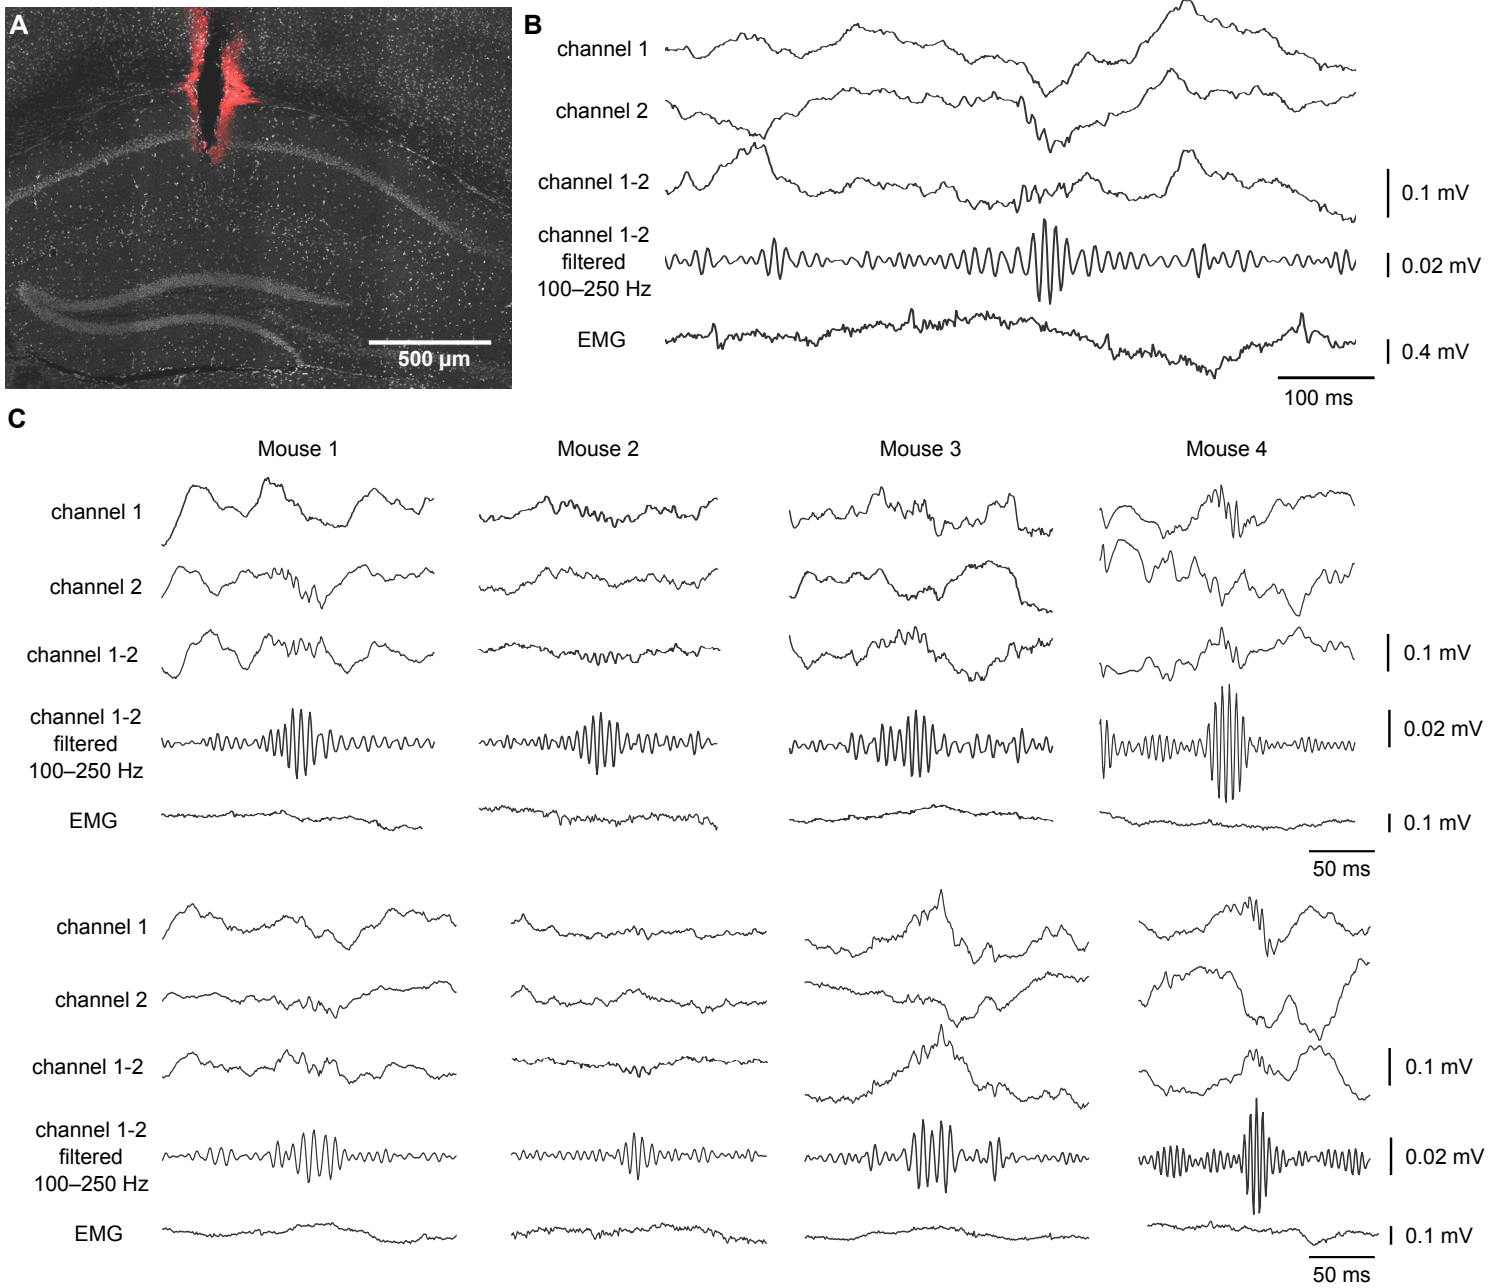 A
500 µm
B
channel 1
channel 2
channel 1-2
0.1 mV
channel 1-2
filtered
100–250 Hz
0.02 mV
EMG
0.4 mV
100 ms
C
Mouse 1
Mouse 2
Mouse 3
Mouse 4
channel 1
channel 2
channel 1-2
0.1 mV
channel 1-2
filtered
100–250 Hz
0.02 mV
EMG
0.1 mV
50 ms
channel 1
channel 2
channel 1-2
0.1 mV
channel 1-2
filtered
100–250 Hz
0.02 mV
EMG
0.1 mV
50 ms